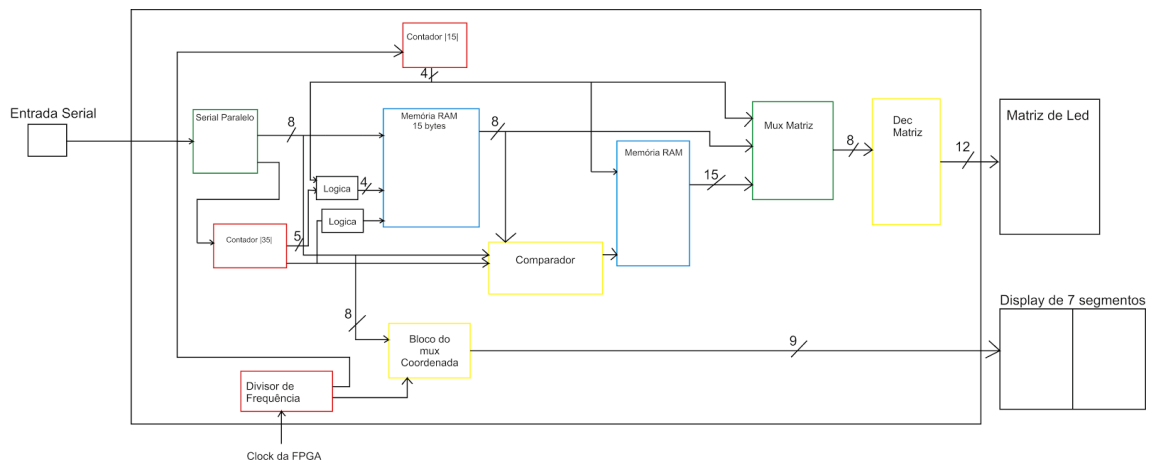 Contador |15|
4
Entrada Serial
Serial Paralelo
8
Memória RAM
15 bytes
8
Mux Matriz
8
Dec
Matriz
12
Matriz de Led
Memória RAM
15
Logica
4
Logica
Contador |35|
5
Comparador
8
Bloco do
mux
Coordenada
9
Display de 7 segmentos
Divisor de
Frequência
Clock da FPGA